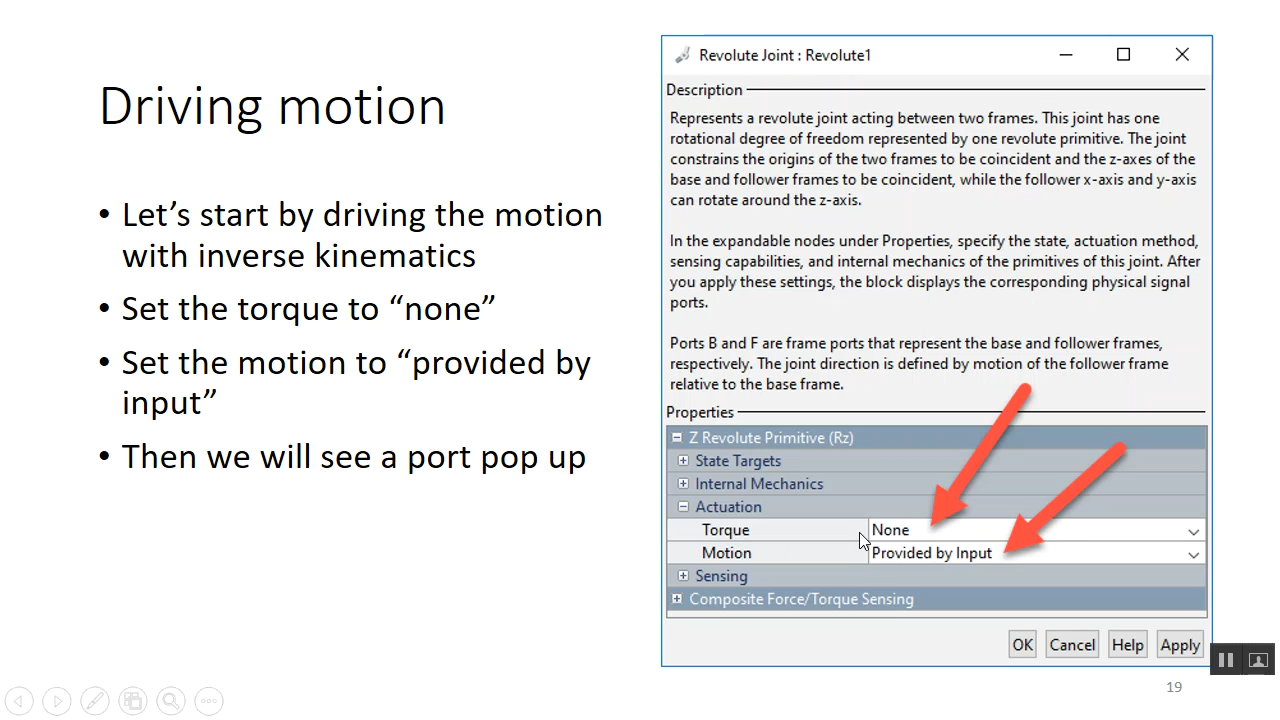 Driving motion
• Let’s start by driving the motion
with inverse kinematics
• Set the torque to “none”
• Set the motion to “provided by
input”
• Then we will see a port pop up
Revolute Joint : Revolute1
Description
Represents a revolute joint acting between two frames. This joint has one
rotational degree of freedom represented by one revolute primitive. The joint
constrains the origins of the two frames to be coincident and the z-axes of the
base and follower frames to be coincident, while the follower x-axis and y-axis
can rotate around the z-axis.
In the expandable nodes under Properties, specify the state, actuation method,
sensing capabilities, and internal mechanics of the primitives of this joint. After
you apply these settings, the block displays the corresponding physical signal
ports.
Ports B and F are frame ports that represent the base and follower frames,
respectively. The joint direction is defined by motion of the follower frame
relative to the base frame.
Properties
Z Revolute Primitive (Rz)
State Targets
Internal Mechanics
Actuation
Torque None
Motion Provided by Input
Sensing
Composite Force/Torque Sensing
OK Cancel Help Apply
19